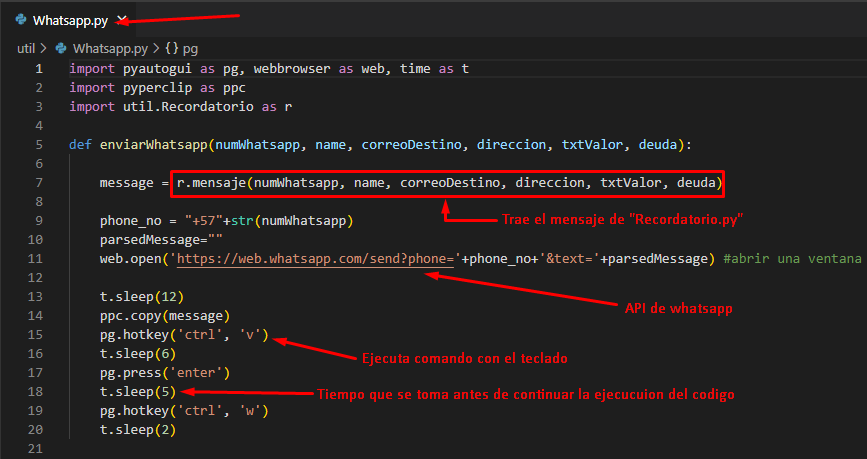 Whatsapp.py
util > Whatsapp.py > {} pg
1 import pyautogui as pg, webbrowser as web, time as t
2 import pyperclip as ppc
3 import util.Recordatorio as r
4
5 def enviarWhatsapp(numWhatsapp, name, correoDestino, direccion, txtValor, deuda):
6
7 message = r.mensaje(numWhatsapp, name, correoDestino, direccion, txtValor, deuda)
8
Trae el mensaje de "Recordatorio.py"
9 phone_no = "+57"+str(numWhatsapp)
10 parsedMessage=""
11 web.open('https://web.whatsapp.com/send?phone='+phone_no+'&text='+parsedMessage) #abrir una ventana
12
API de whatsapp
13 t.sleep(12)
14 ppc.copy(message)
15 pg.hotkey('ctrl', 'v')
Ejecuta comando con el teclado
16 t.sleep(6)
17 pg.press('enter')
18 t.sleep(5)
Tiempo que se toma antes de continuar la ejecucuion del codigo
19 pg.hotkey('ctrl', 'w')
20 t.sleep(2)
21